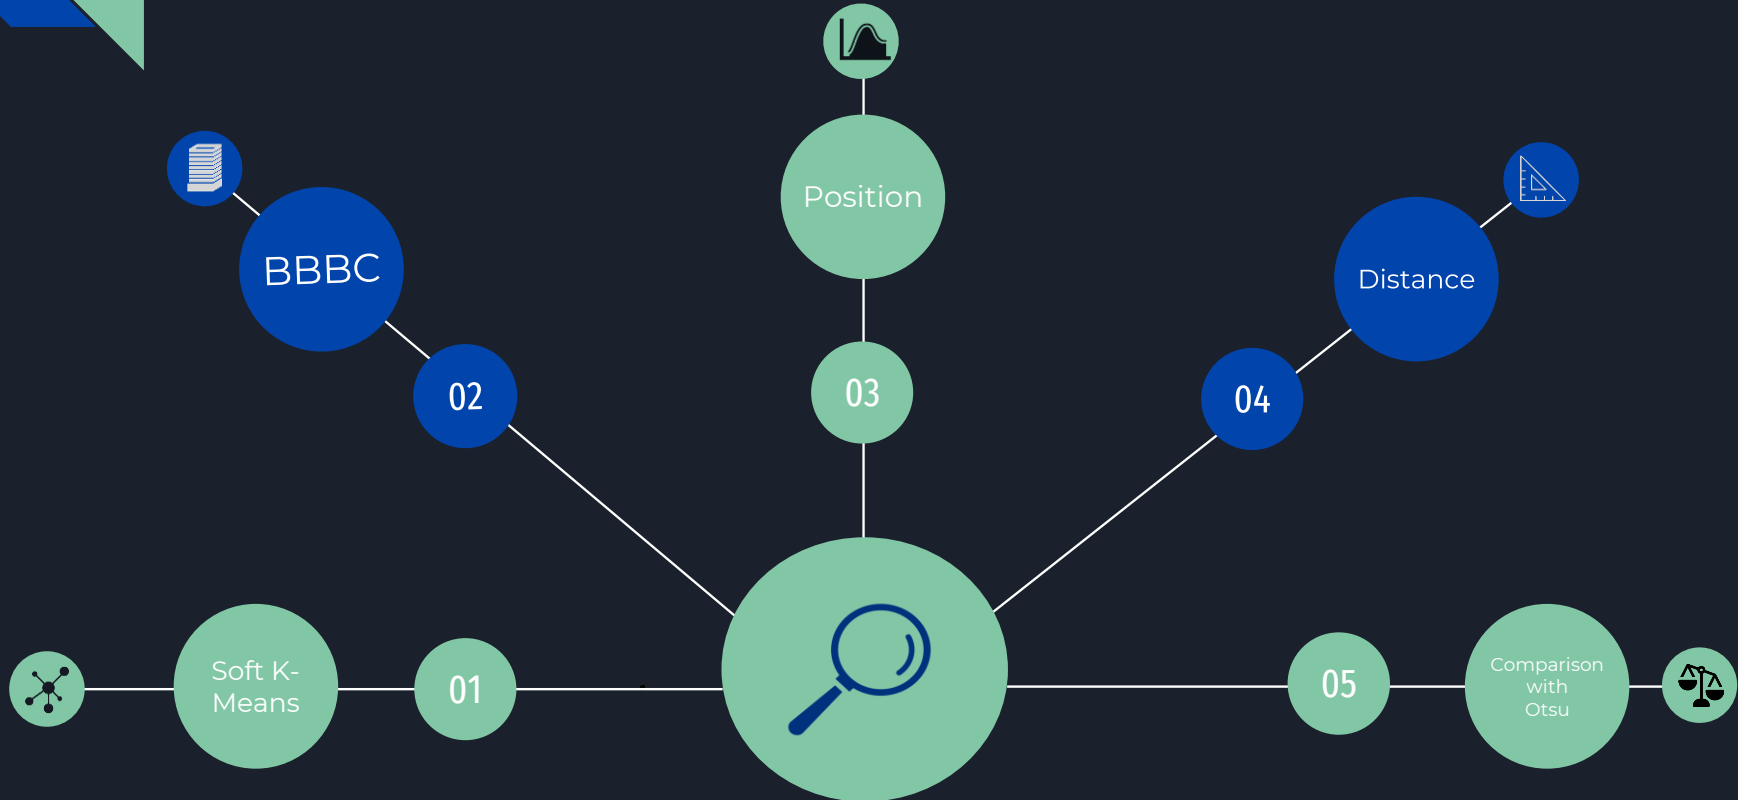 01
Soft K-
Means
02
BBBC
03
Position
04
Distance
05
Comparison
with
Otsu